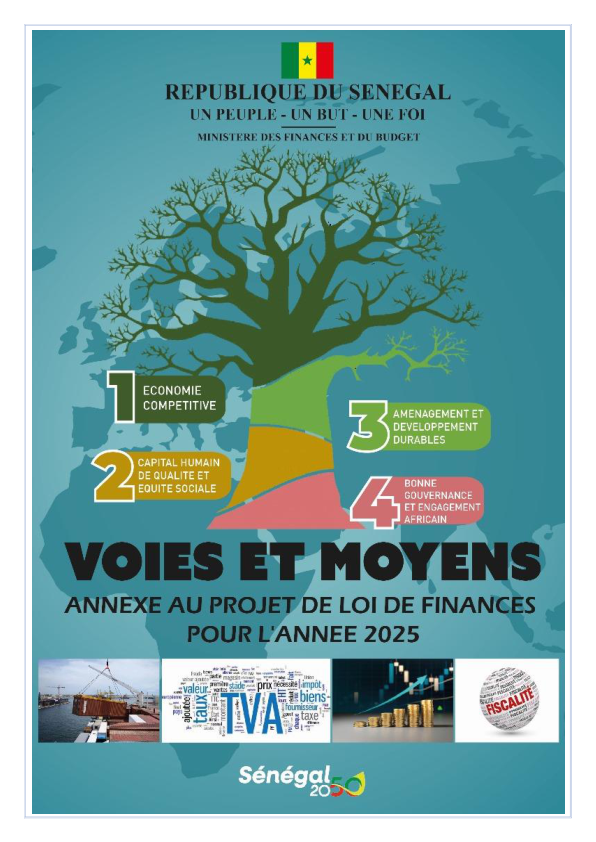 REPUBLIQUE DU SENEGAL
UN PEUPLE - UN BUT - UNE FOI
MINISTERE DES FINANCES ET DU BUDGET
1 ECONOMIE
COMPETITIVE
2 CAPITAL HUMAIN
DE QUALITE ET
EQUITE SOCIALE
3 AMENAGEMENT ET
DEVELOPPEMENT
DURABLES
4 BONNE
GOUVERNANCE
ET ENGAGEMENT
AFRICAIN
VOIES ET MOYENS
ANNEXE AU PROJET DE LOI DE FINANCES
POUR L'ANNEE 2025
valeur
ajoutée
taux
TVA
prix
nécessité
impôt
biens
fournisseur
taxe
FISCALITÉ
Sénégal
2050